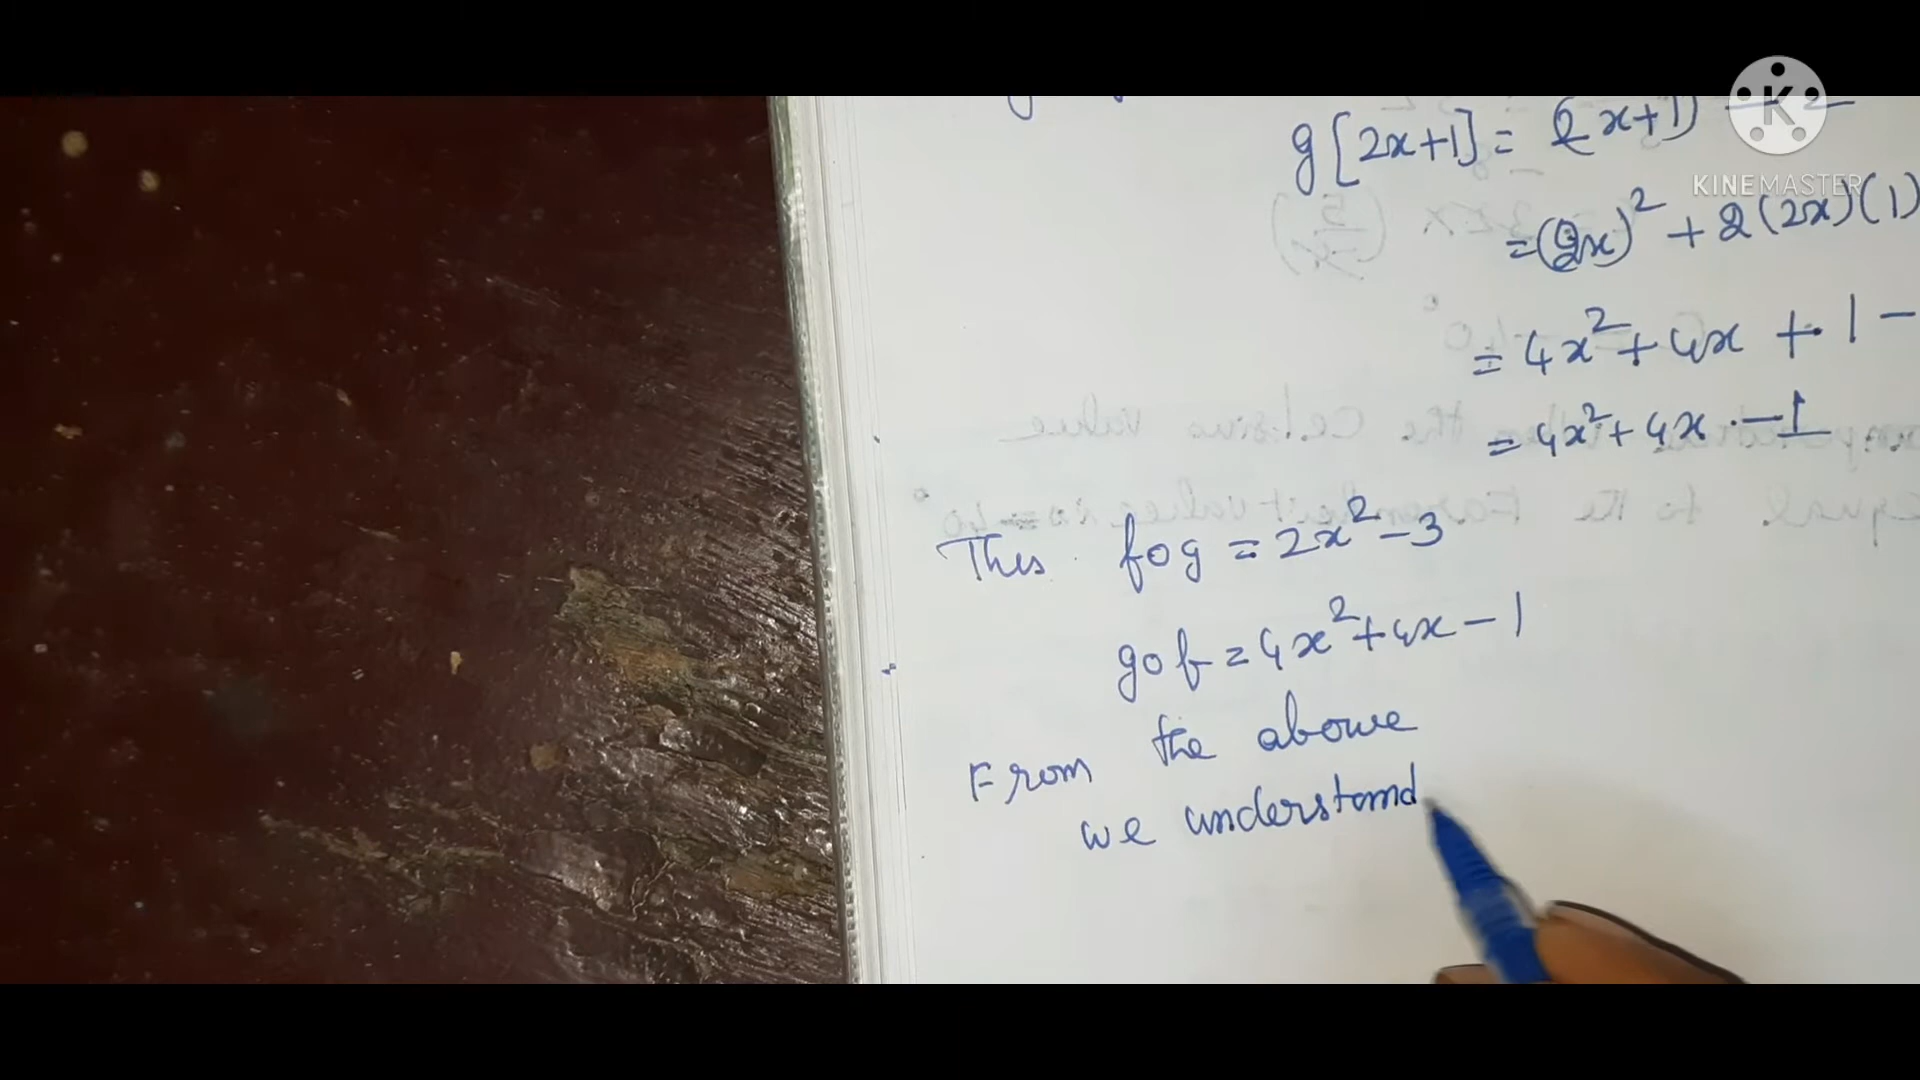 g[2x+1] = (2x+1)
= (2x)² + 2(2x)(1)
= 4x² + 4x + 1 -
= 4x² + 4x - 1
This fog = 2x² - 3
gof = 4x² + 4x - 1
From the above
we understand
KINEMASTER